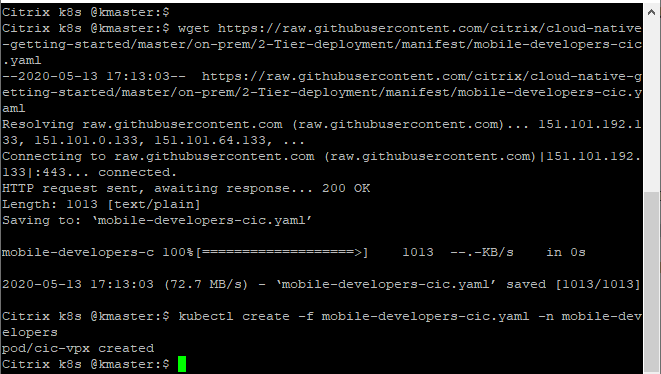 Citrix k8s @kmaster:$
Citrix k8s @kmaster:$ wget https://raw.githubusercontent.com/citrix/cloud-native
-getting-started/master/on-prem/2-Tier-deployment/manifest/mobile-developers-cic
.yaml
--2020-05-13 17:13:03--  https://raw.githubusercontent.com/citrix/cloud-native-g
etting-started/master/on-prem/2-Tier-deployment/manifest/mobile-developers-cic.y
aml
Resolving raw.githubusercontent.com (raw.githubusercontent.com)... 151.101.192.1
33, 151.101.0.133, 151.101.64.133, ...
Connecting to raw.githubusercontent.com (raw.githubusercontent.com)|151.101.192.
133|:443... connected.
HTTP request sent, awaiting response... 200 OK
Length: 1013 [text/plain]
Saving to: ‘mobile-developers-cic.yaml’
mobile-developers-c 100%[===================>]    1013  --.-KB/s    in 0s
2020-05-13 17:13:03 (72.7 MB/s) - ‘mobile-developers-cic.yaml’ saved [1013/1013]
Citrix k8s @kmaster:$ kubectl create -f mobile-developers-cic.yaml -n mobile-dev
elopers
pod/cic-vpx created
Citrix k8s @kmaster:$